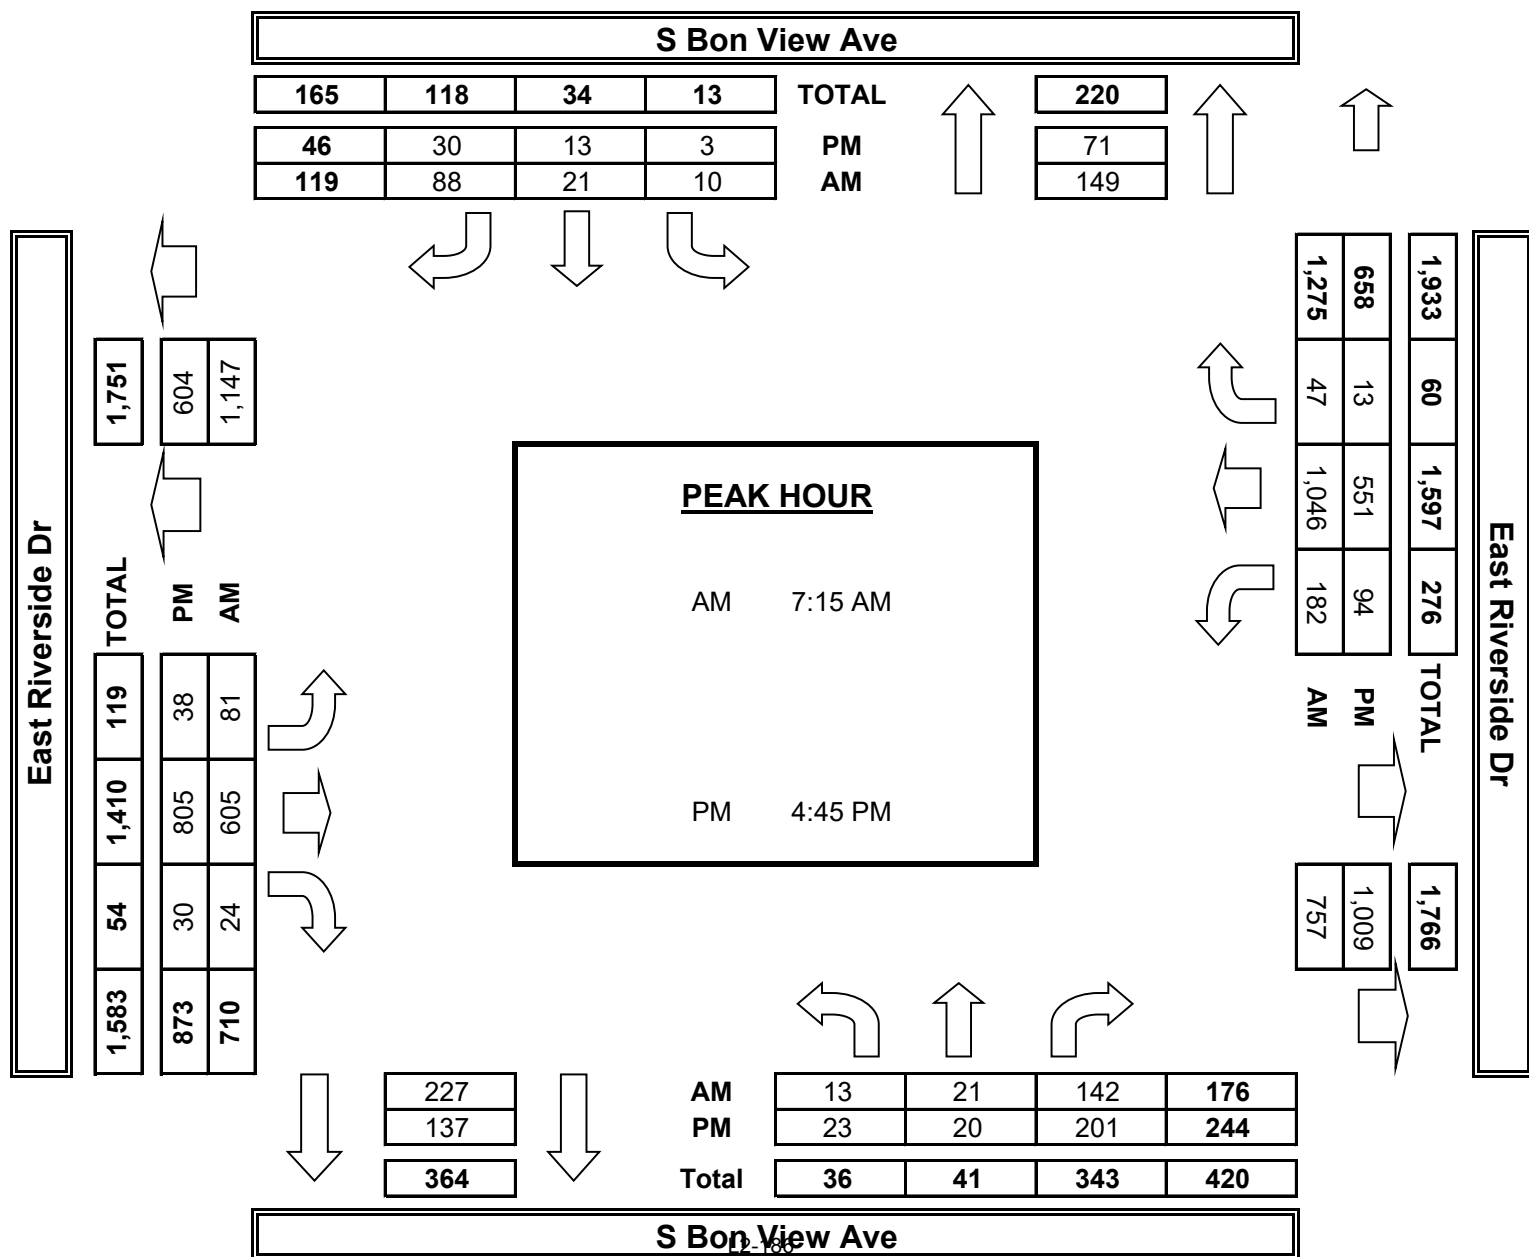 S Bon View Ave
165 118 34 13 TOTAL 220
46 30 13 3 PM 71
119 88 21 10 AM 149
East Riverside Dr
1,751 604 1,147
TOTAL PM AM
119 38 81
1,410 805 605
54 30 24
1,583 873 710
PEAK HOUR
AM 7:15 AM
PM 4:45 PM
1,275 658 1,933
47 13 60
1,046 551 1,597
182 94 276
AM PM TOTAL
757 1,009 1,766
East Riverside Dr
227 AM 13 21 142 176
137 PM 23 20 201 244
364 Total 36 41 343 420
S Bon View Ave
L2-186